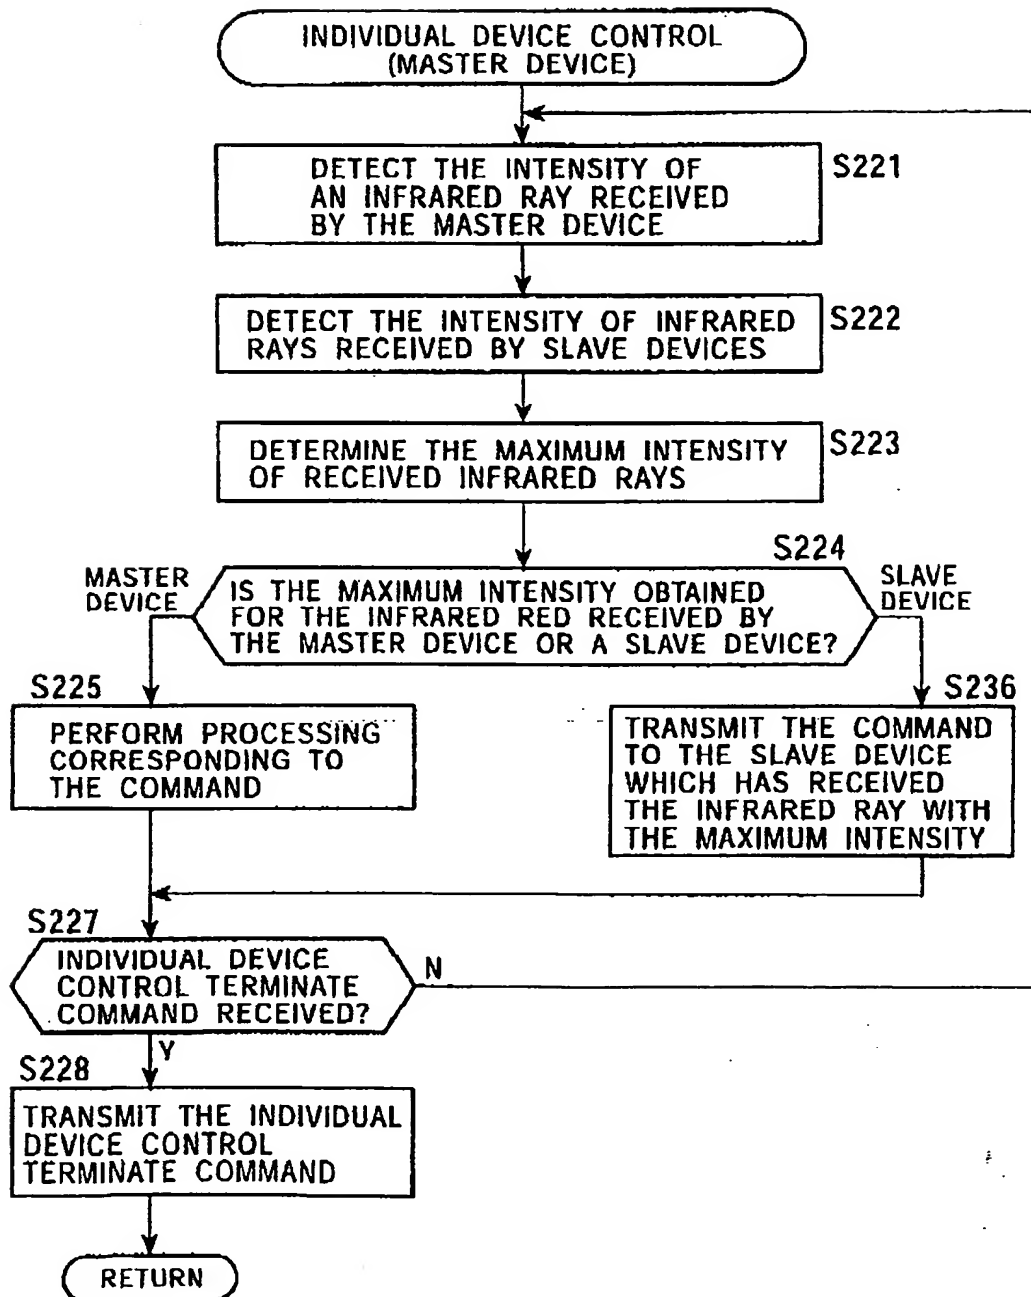 INDIVIDUAL DEVICE CONTROL
(MASTER DEVICE)
S221
DETECT THE INTENSITY OF
AN INFRARED RAY RECEIVED
BY THE MASTER DEVICE
S222
DETECT THE INTENSITY OF INFRARED
RAYS RECEIVED BY SLAVE DEVICES
S223
DETERMINE THE MAXIMUM INTENSITY
OF RECEIVED INFRARED RAYS
S224
MASTER
DEVICE
IS THE MAXIMUM INTENSITY OBTAINED
FOR THE INFRARED RED RECEIVED BY
THE MASTER DEVICE OR A SLAVE DEVICE?
SLAVE
DEVICE
S225
PERFORM PROCESSING
CORRESPONDING TO
THE COMMAND
S236
TRANSMIT THE COMMAND
TO THE SLAVE DEVICE
WHICH HAS RECEIVED
THE INFRARED RAY WITH
THE MAXIMUM INTENSITY
S227
INDIVIDUAL DEVICE
CONTROL TERMINATE
COMMAND RECEIVED?
N
Y
S228
TRANSMIT THE INDIVIDUAL
DEVICE CONTROL
TERMINATE COMMAND
RETURN